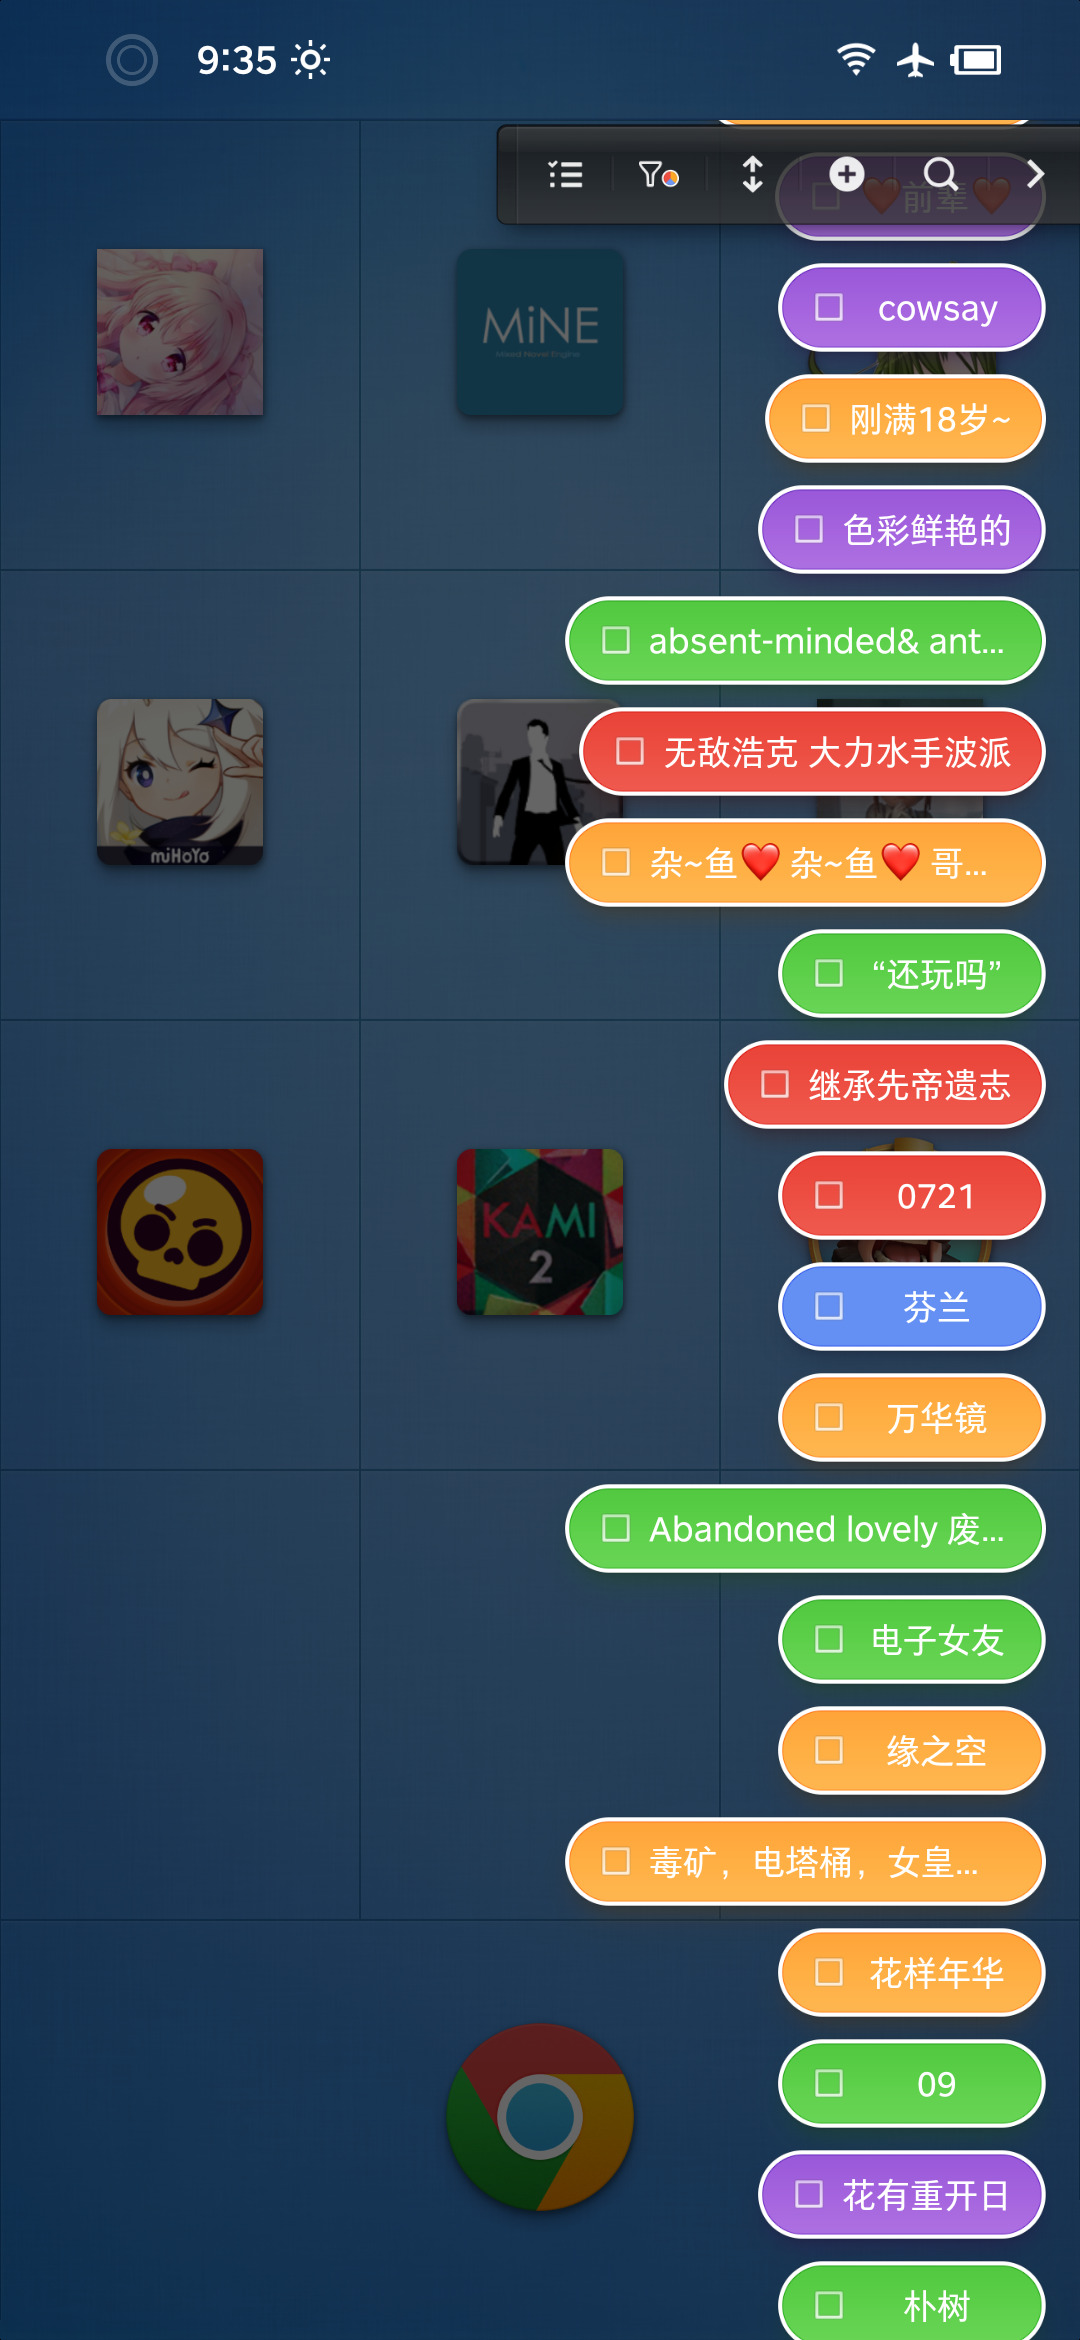 9:35
❤️前辈❤️
cowsay
MiNE
Mixed Novel Engine
刚满18岁~
色彩鲜艳的
absent-minded& ant...
无敌浩克 大力水手波派
miHoYo
杂~鱼❤️ 杂~鱼❤️ 哥...
“还玩吗”
继承先帝遗志
0721
KAMI
2
芬兰
万华镜
Abandoned lovely 废...
电子女友
缘之空
毒矿，电塔桶，女皇...
花样年华
09
花有重开日
朴树